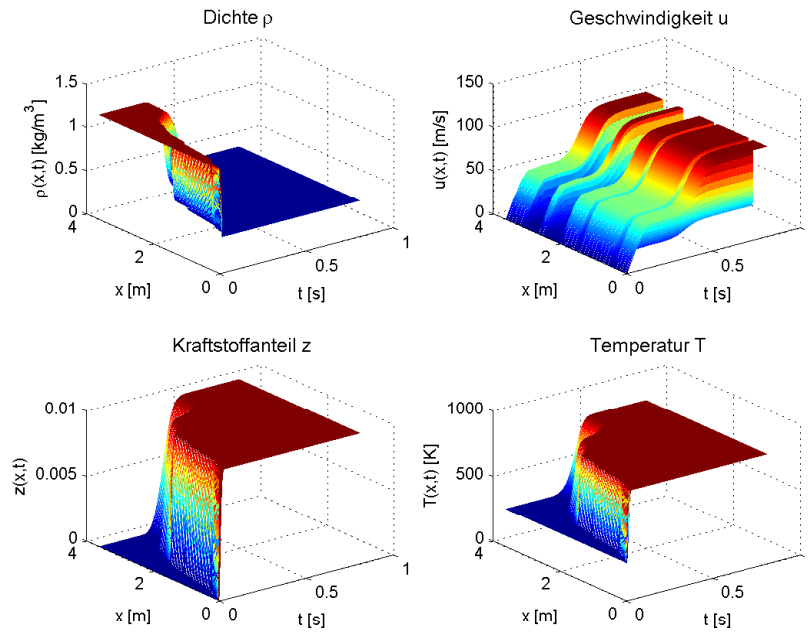 Dichte ρ
1.5
1
0.5
0
4
2
0
0
0.5
1
ρ(x,t) [kg/m³]
x [m]
t [s]
Geschwindigkeit u
150
100
50
0
4
2
0
0
0.5
1
u(x,t) [m/s]
x [m]
t [s]
Kraftstoffanteil z
0.01
0.005
0
4
2
0
0
0.5
1
z(x,t)
x [m]
t [s]
Temperatur T
1000
500
0
4
2
0
0
0.5
1
T(x,t) [K]
x [m]
t [s]